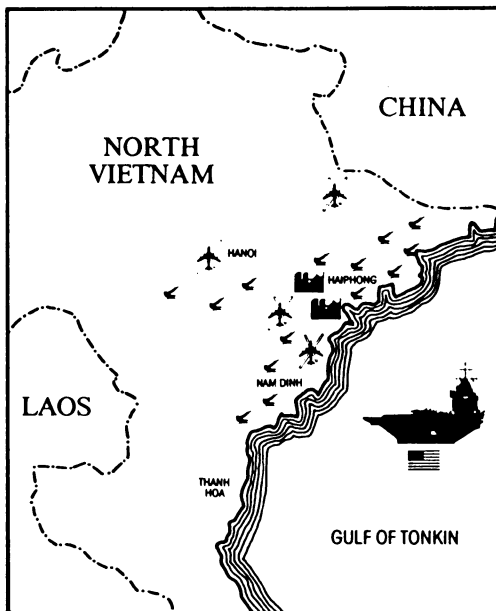 CHINA
NORTH
VIETNAM
HANOI
HAIPHONG
NAM DINH
LAOS
THANH
HOA
GULF OF TONKIN